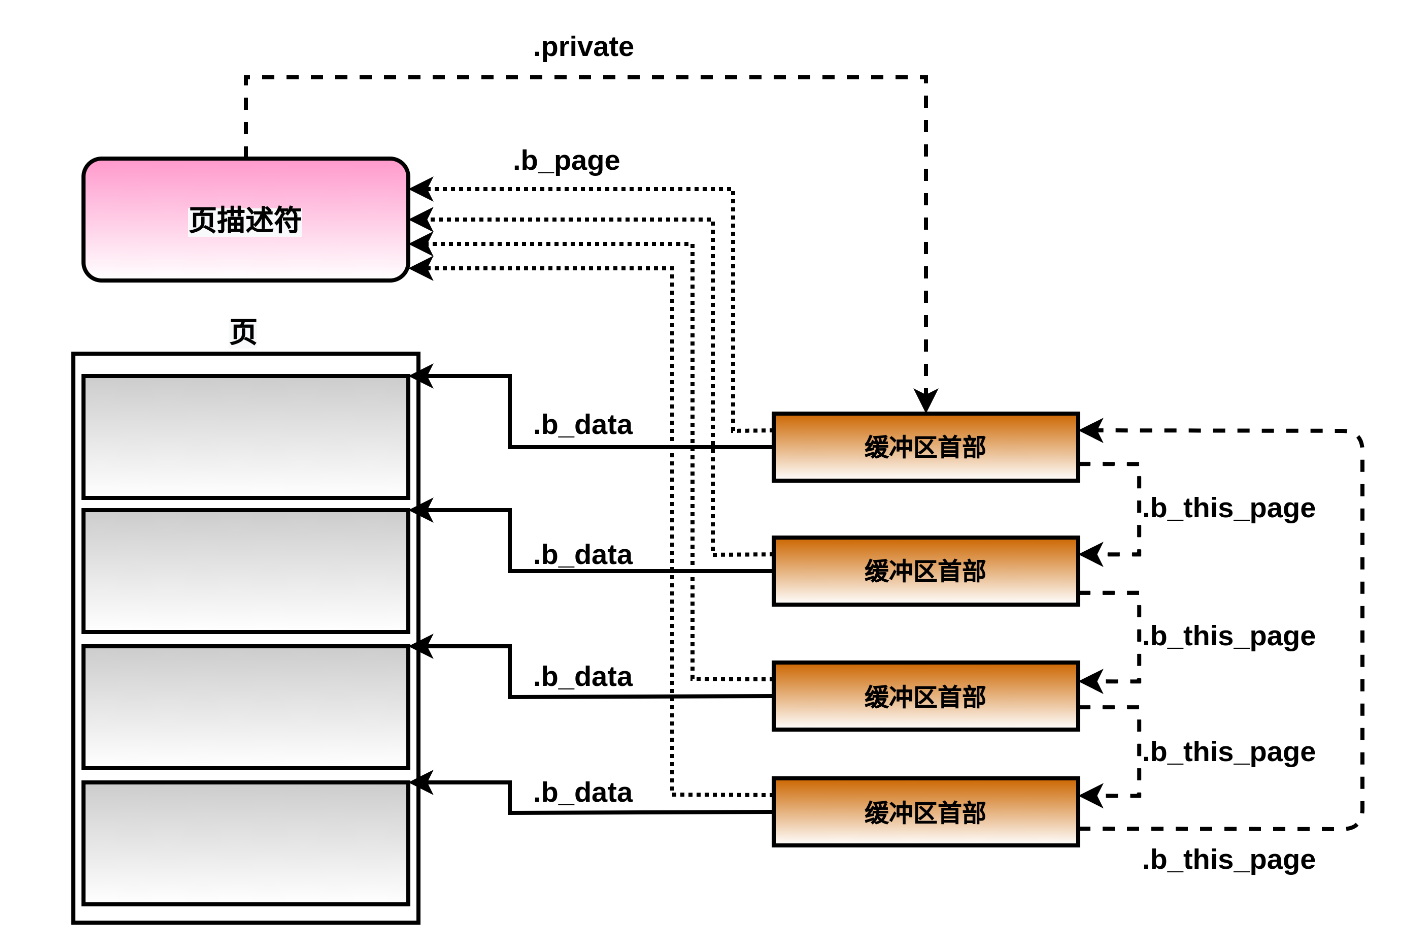 .private
.b_page
页描述符
页
.b_data
缓冲区首部
.b_this_page
.b_data
缓冲区首部
.b_this_page
.b_data
缓冲区首部
.b_this_page
.b_data
缓冲区首部
.b_this_page